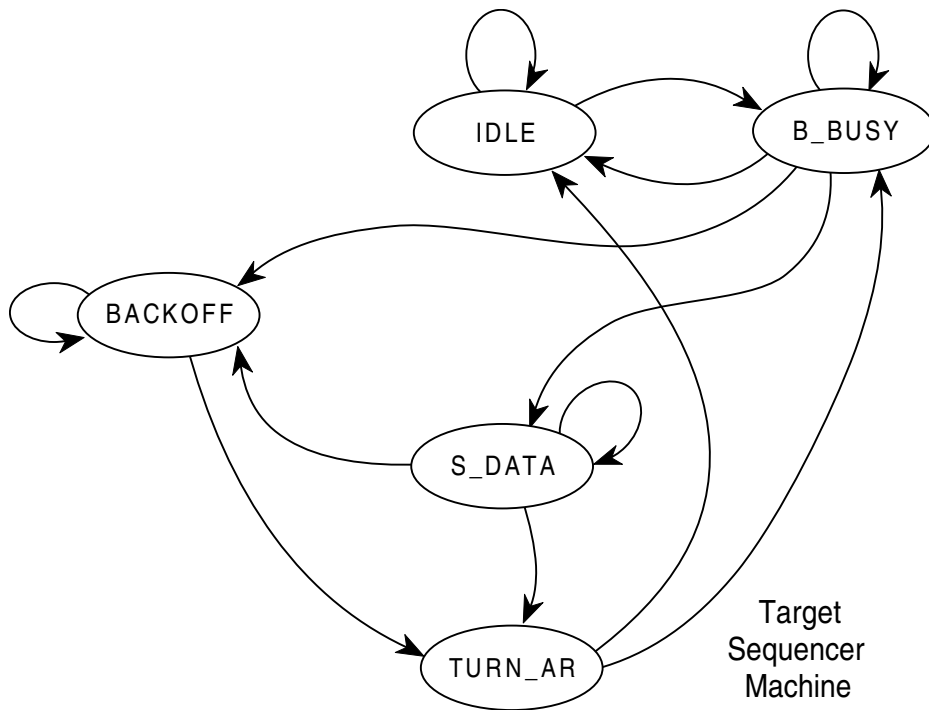 IDLE
B_BUSY
BACKOFF
S_DATA
TURN_AR
Target
Sequencer
Machine